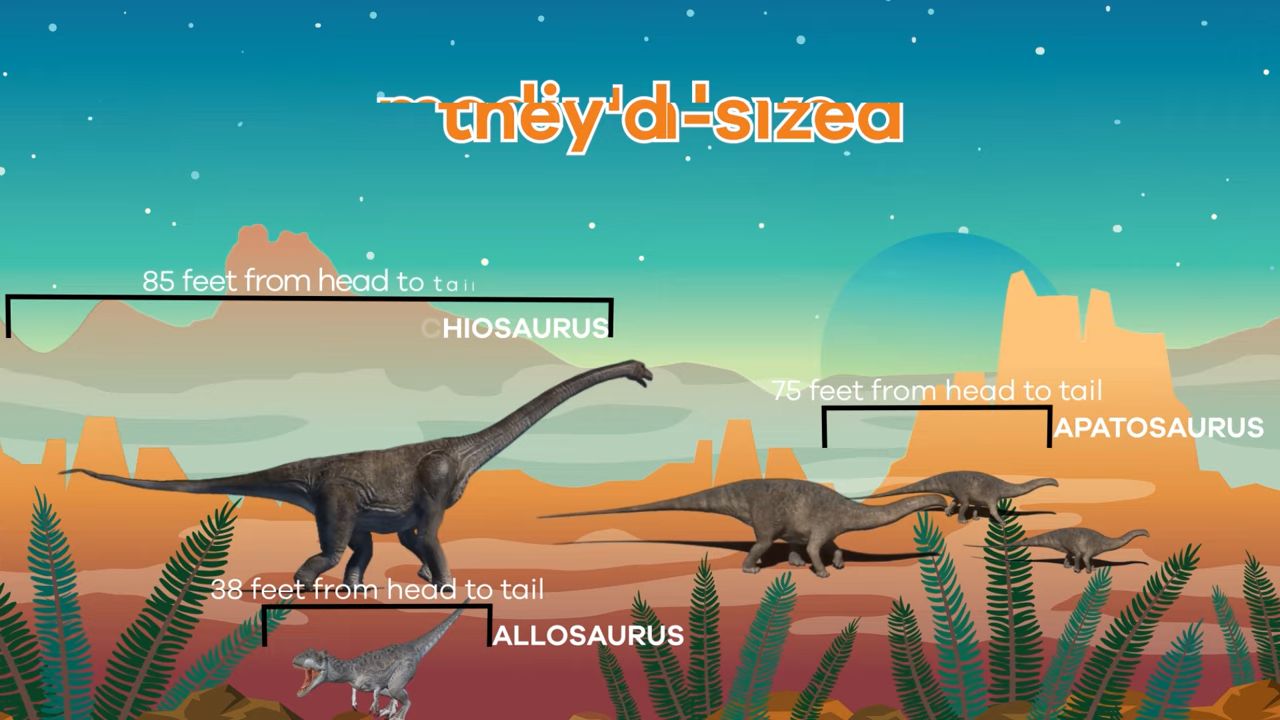 85 feet from head to tail
CHIOSAURUS
75 feet from head to tail
APATOSAURUS
38 feet from head to tail
ALLOSAURUS